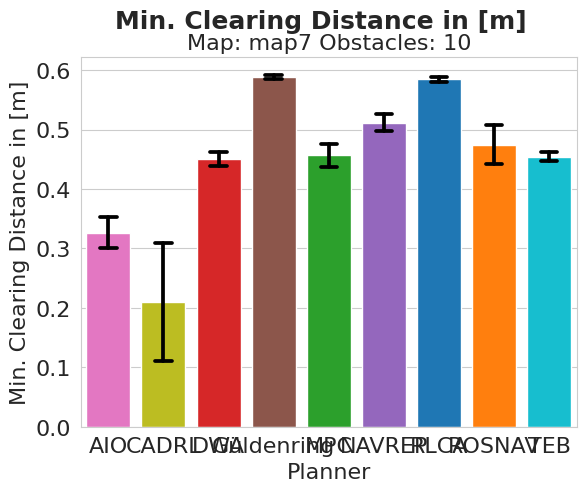 Min. Clearing Distance in [m]
Map: map7 Obstacles: 10
Min. Clearing Distance in [m]
0.6
0.5
0.4
0.3
0.2
0.1
0.0
AIO CADRL DWA Guldenring MPC NAVREP RLCA ROSNAV TEB
Planner